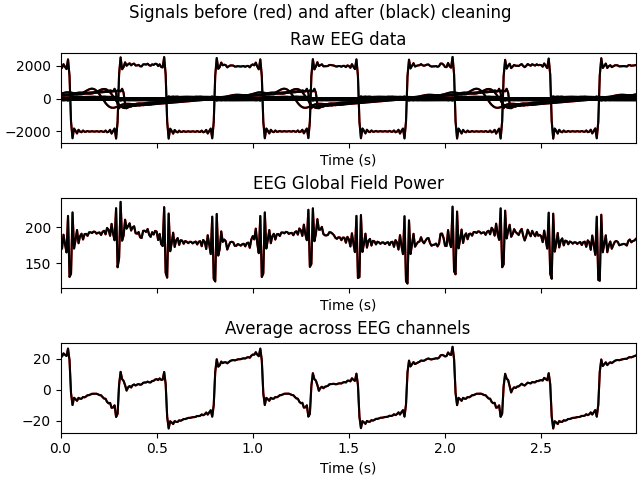 Signals before (red) and after (black) cleaning
Raw EEG data
2000
0
−2000
Time (s)
EEG Global Field Power
200
150
Time (s)
Average across EEG channels
20
0
−20
0.0 0.5 1.0 1.5 2.0 2.5
Time (s)